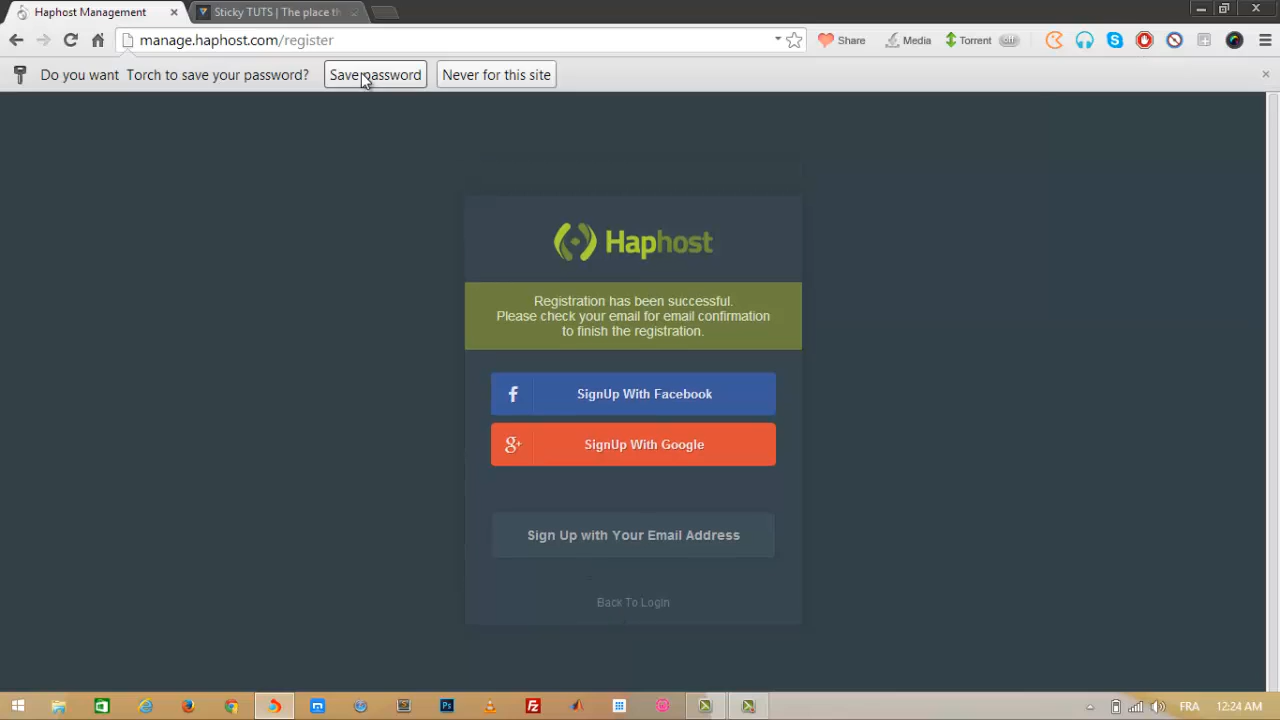 Haphost Management
Sticky TUTS | The place th
manage.haphost.com/register
Share
Media
Torrent
off
Do you want Torch to save your password?
Save password
Never for this site
Haphost
Registration has been successful.
Please check your email for email confirmation
to finish the registration.
f
SignUp With Facebook
g+
SignUp With Google
Sign Up with Your Email Address
Back To Login
Ps
Fz
FRA
12:24 AM